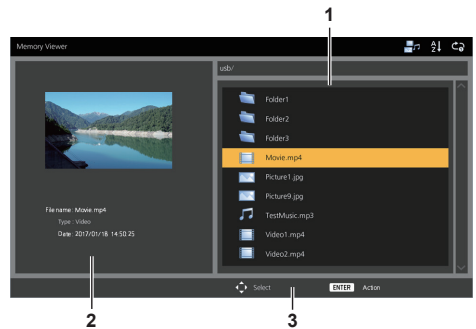 1
Memory Viewer
usb/
Folder1
Folder2
Folder3
Movie.mp4
Picture1.jpg
Picture9.jpg
TestMusic.mp3
Video1.mp4
Video2.mp4
File name : Movie.mp4
Type : Video
Date : 2017/01/18 14:50:25
Select
ENTER Action
2
3